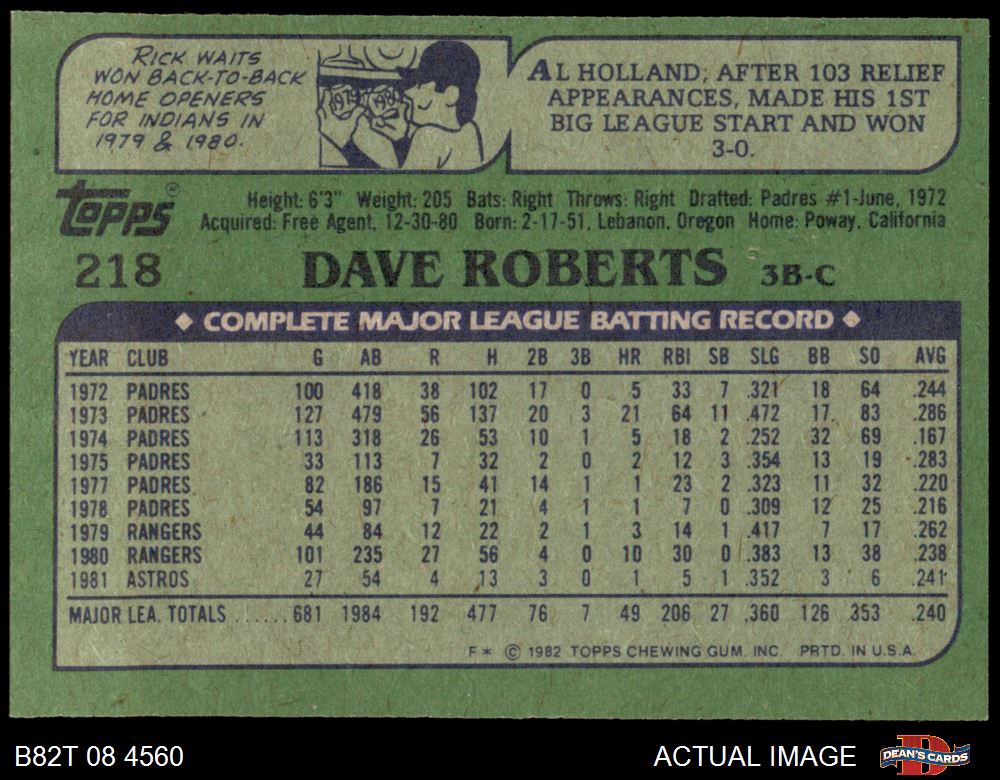 RICK WAITS
WON BACK-TO-BACK
HOME OPENERS
FOR INDIANS IN
1979 & 1980.
1979 1980
AL HOLLAND, AFTER 103 RELIEF
APPEARANCES, MADE HIS 1ST
BIG LEAGUE START AND WON
3-0.
Topps®
Height: 6'3" Weight: 205 Bats: Right Throws: Right Drafted: Padres #1-June, 1972
Acquired: Free Agent, 12-30-80 Born: 2-17-51, Lebanon, Oregon Home: Poway, California
218 DAVE ROBERTS 3B-C
◆ COMPLETE MAJOR LEAGUE BATTING RECORD ◆
YEAR CLUB G AB R H 2B 3B HR RBI SB SLG BB SO AVG
1972 PADRES 100 418 38 102 17 0 5 33 7 .321 18 64 .244
1973 PADRES 127 479 56 137 20 3 21 64 11 .472 17 83 .286
1974 PADRES 113 318 26 53 10 1 5 18 2 .252 32 69 .167
1975 PADRES 33 113 7 32 2 0 2 12 3 .354 13 19 .283
1977 PADRES 82 186 15 41 14 1 1 23 2 .323 11 32 .220
1978 PADRES 54 97 7 21 4 1 1 7 0 .309 12 25 .216
1979 RANGERS 44 84 12 22 2 1 3 14 1 .417 7 17 .262
1980 RANGERS 101 235 27 56 4 0 10 30 0 .383 13 38 .238
1981 ASTROS 27 54 4 13 3 0 1 5 1 .352 3 6 .241
MAJOR LEA. TOTALS ......681 1984 192 477 76 7 49 206 27 .360 126 353 .240
F* © 1982 TOPPS CHEWING GUM. INC. PRTD. IN U.S.A.
B82T 08 4560 ACTUAL IMAGE DEAN'S CARDS